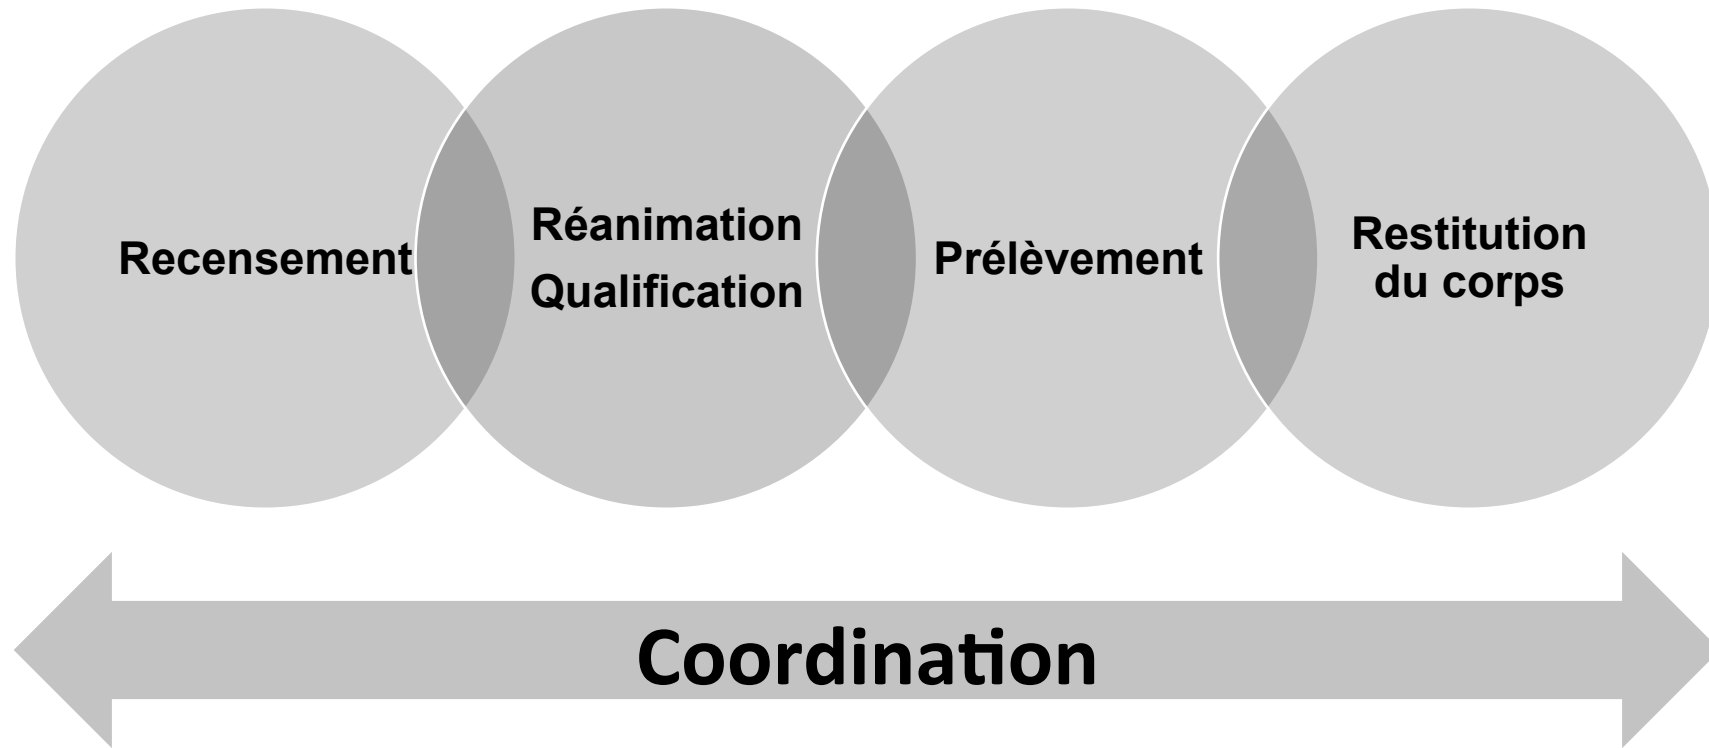 Recensement
Réanimation
Qualification
Prélèvement
Restitution
du corps
Coordination